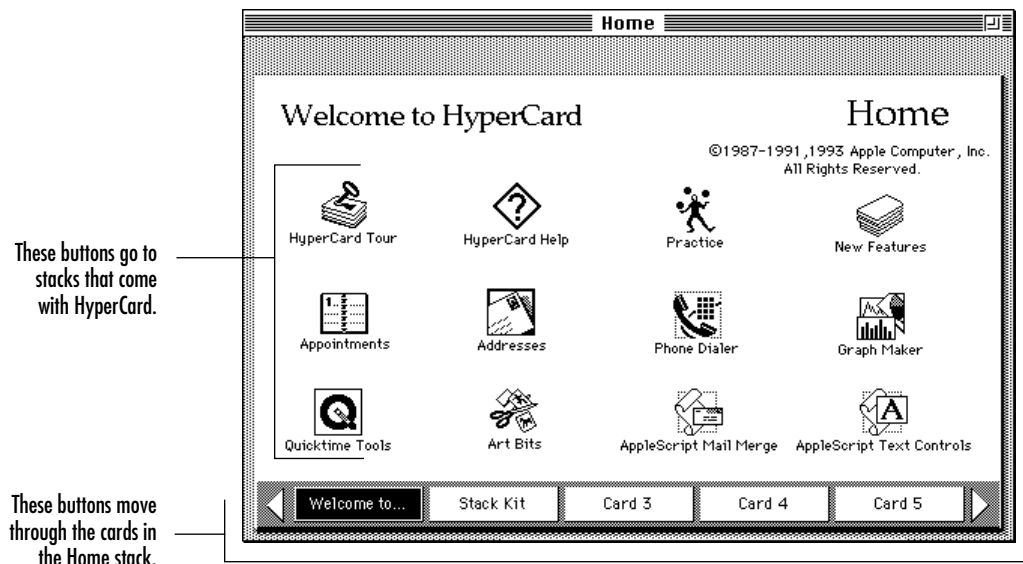 Home
Welcome to HyperCard
Home
©1987-1991,1993 Apple Computer, Inc.
All Rights Reserved.
These buttons go to
stacks that come
with HyperCard.
HyperCard Tour
HyperCard Help
Practice
New Features
Appointments
Addresses
Phone Dialer
Graph Maker
Quicktime Tools
Art Bits
AppleScript Mail Merge
AppleScript Text Controls
These buttons move
through the cards in
the Home stack.
Welcome to...
Stack Kit
Card 3
Card 4
Card 5